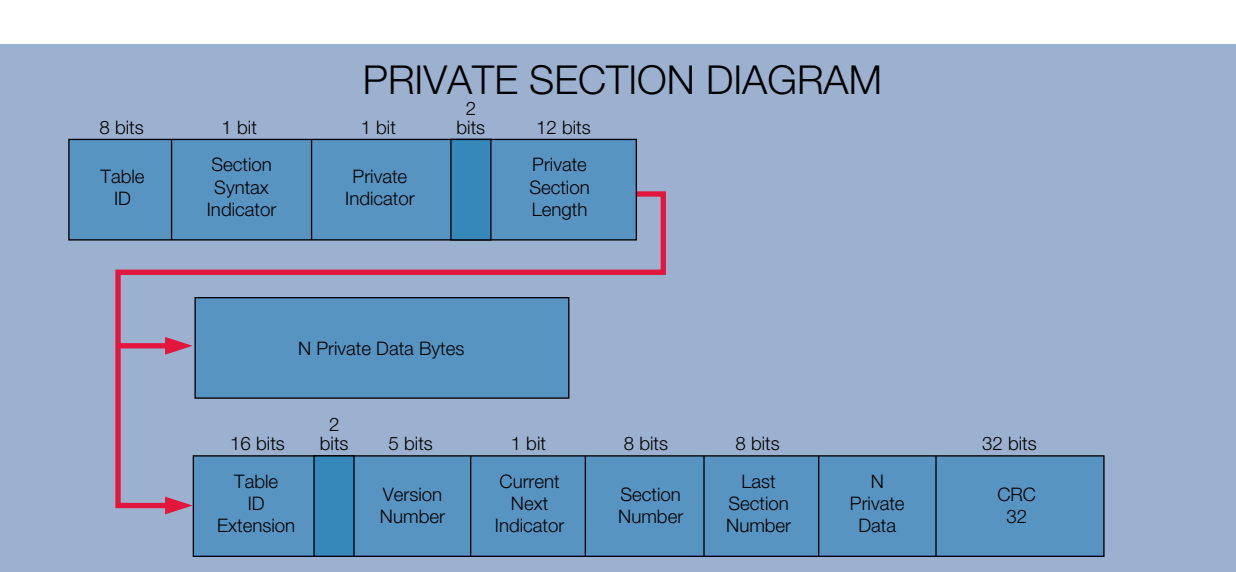 PRIVATE SECTION DIAGRAM
8 bits
1 bit
1 bit
2
bits
12 bits
Table
ID
Section
Syntax
Indicator
Private
Indicator
Private
Section
Length
N Private Data Bytes
16 bits
2
bits
5 bits
1 bit
8 bits
8 bits
32 bits
Table
ID
Extension
Version
Number
Current
Next
Indicator
Section
Number
Last
Section
Number
N
Private
Data
CRC
32